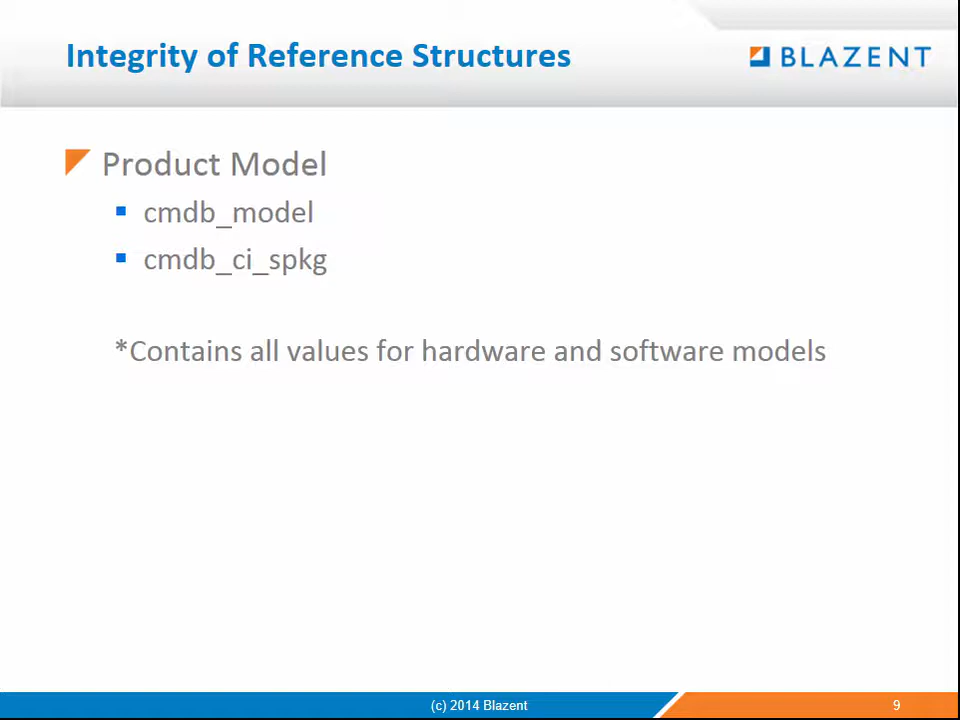 Integrity of Reference Structures
BLAZENT
Product Model
cmdb_model
cmdb_ci_spkg
*Contains all values for hardware and software models
(c) 2014 Blazent
9